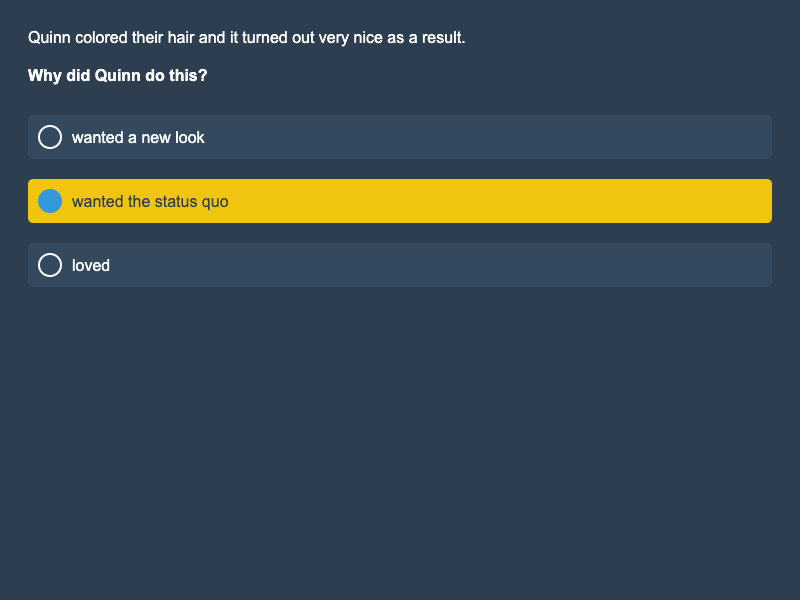 Quinn colored their hair and it turned out very nice as a result.
Why did Quinn do this?
wanted a new look
wanted the status quo
loved